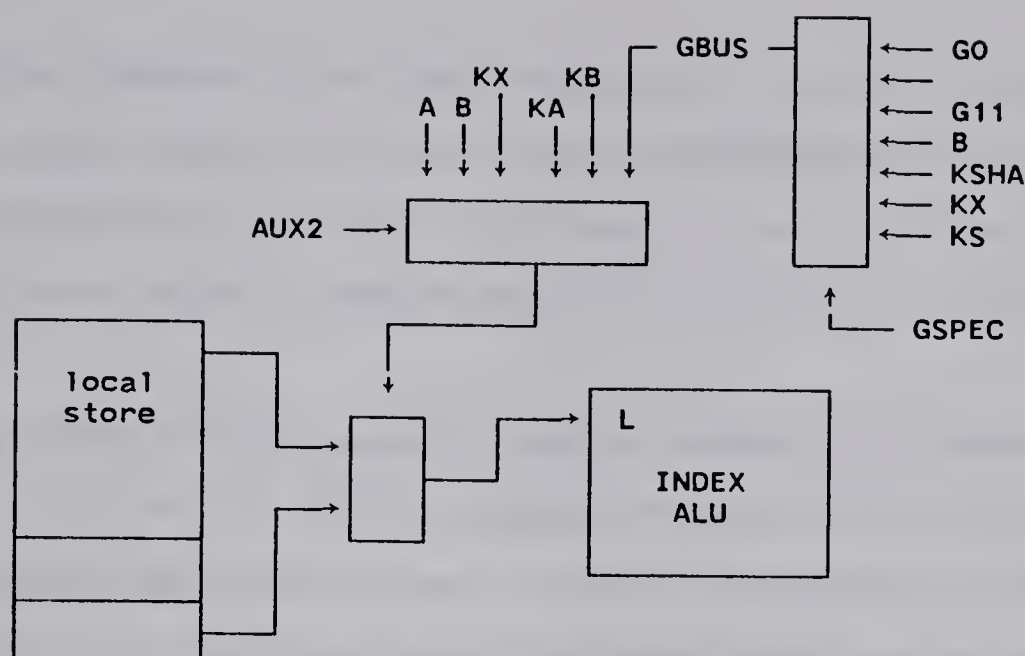 GBUS
G0
KX
KB
A
B
KA
G11
B
KSHA
KX
KS
AUX2
GSPEC
local
store
L
INDEX
ALU